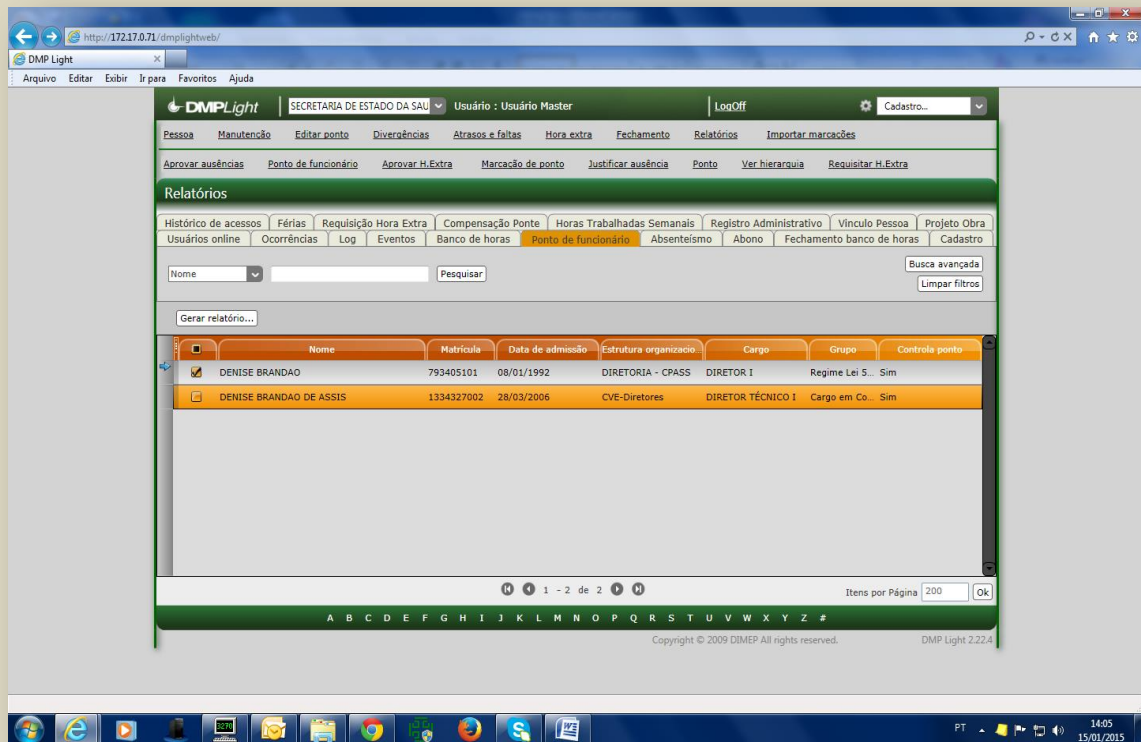 http://172.17.0.71/dmplightweb/
DMP Light
Arquivo Editar Exibir Ir para Favoritos Ajuda
DMPLight SECRETARIA DE ESTADO DA SAU Usuário : Usuário Master LogOff Cadastro...
Pessoa Manutenção Editar ponto Divergências Atrasos e faltas Hora extra Fechamento Relatórios Importar marcações
Aprovar ausências Ponto de funcionário Aprovar H.Extra Marcação de ponto Justificar ausência Ponto Ver hierarquia Requisitar H.Extra
Relatórios
Histórico de acessos Férias Requisição Hora Extra Compensação Ponte Horas Trabalhadas Semanais Registro Administrativo Vinculo Pessoa Projeto Obra
Usuários online Ocorrências Log Eventos Banco de horas Ponto de funcionário Absenteísmo Abono Fechamento banco de horas Cadastro
Busca avançada
Nome Pesquisar
Limpar filtros
Gerar relatório...
Nome Matrícula Data de admissão Estrutura organizacio... Cargo Grupo Controla ponto
DENISE BRANDAO 793405101 08/01/1992 DIRETORIA - CPASS DIRETOR I Regime Lei 5... Sim
DENISE BRANDAO DE ASSIS 1334327002 28/03/2006 CVE-Diretores DIRETOR TÉCNICO I Cargo em Co... Sim
1 - 2 de 2 Itens por Página 200 Ok
A B C D E F G H I J K L M N O P Q R S T U V W X Y Z #
Copyright © 2009 DIMEP All rights reserved. DMP Light 2.22.4
3270
PT 14:05
15/01/2015